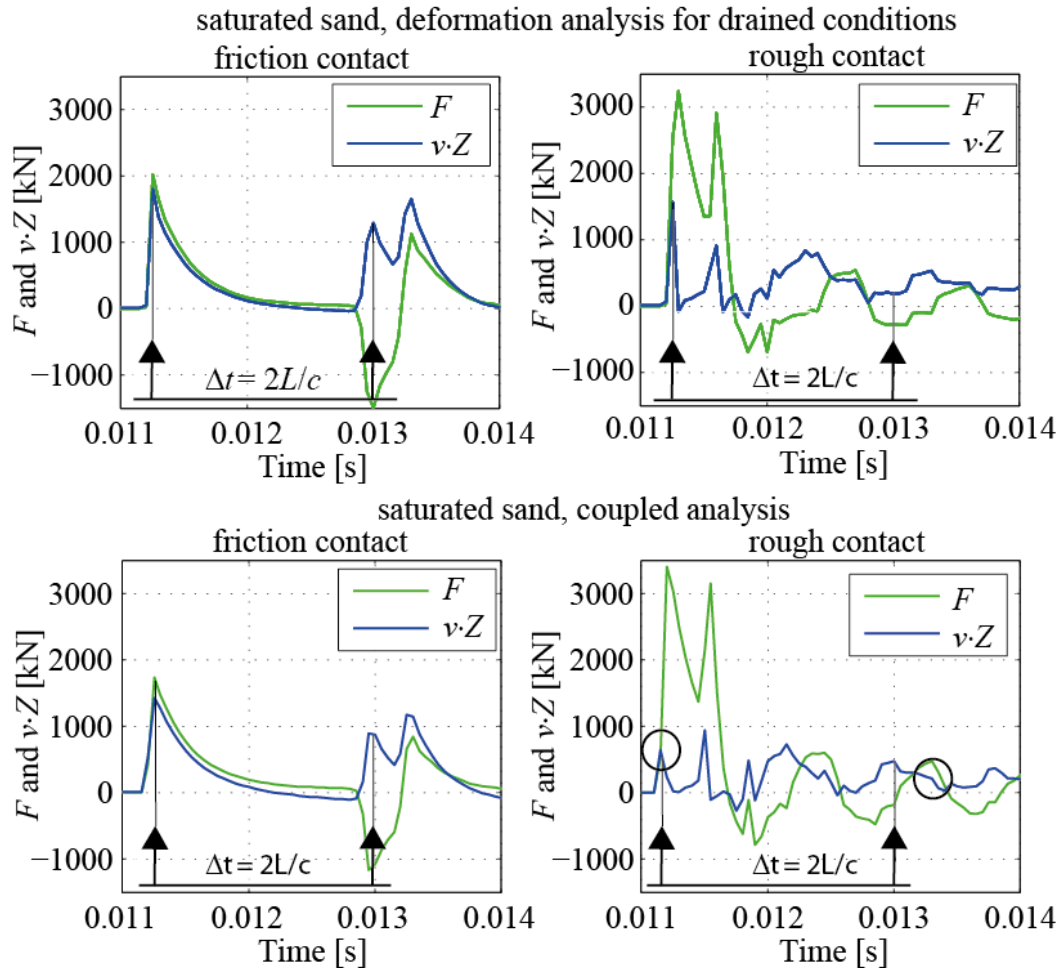 saturated sand, deformation analysis for drained conditions
friction contact
F
v·Z
F and v·Z [kN]
3000
2000
1000
0
−1000
Δt = 2L/c
0.011 0.012 0.013 0.014
Time [s]
rough contact
F
v·Z
F and v·Z [kN]
3000
2000
1000
0
−1000
Δt = 2L/c
0.011 0.012 0.013 0.014
Time [s]
saturated sand, coupled analysis
friction contact
F
v·Z
F and v·Z [kN]
3000
2000
1000
0
−1000
Δt = 2L/c
0.011 0.012 0.013 0.014
Time [s]
rough contact
F
v·Z
F and v·Z [kN]
3000
2000
1000
0
−1000
Δt = 2L/c
0.011 0.012 0.013 0.014
Time [s]